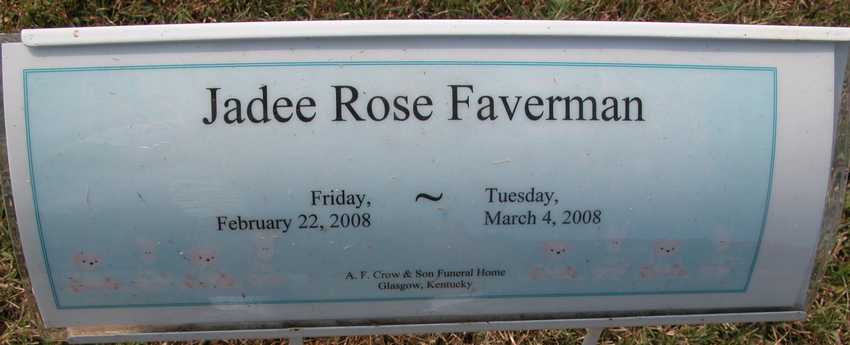 Jadee Rose Faverman
Friday, ~ Tuesday,
February 22, 2008 March 4, 2008
A. F. Crow & Son Funeral Home
Glasgow, Kentucky